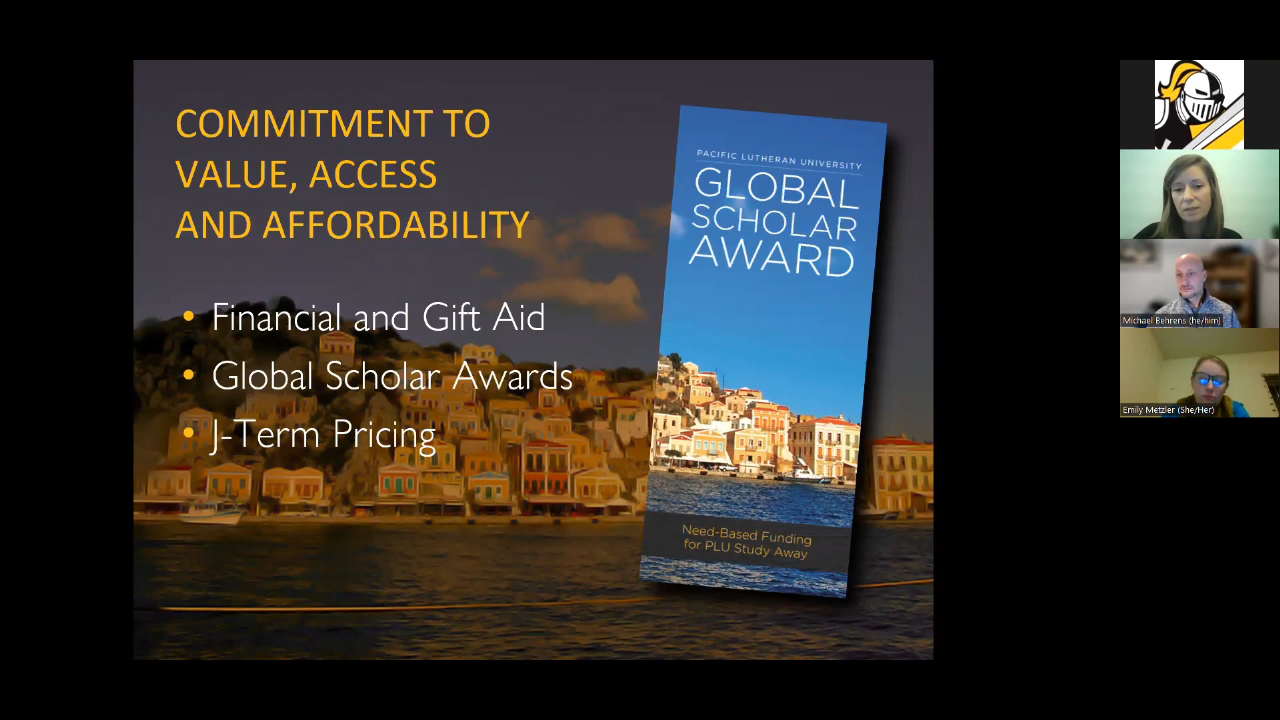 COMMITMENT TO
VALUE, ACCESS
AND AFFORDABILITY
• Financial and Gift Aid
• Global Scholar Awards
• J-Term Pricing
PACIFIC LUTHERAN UNIVERSITY
GLOBAL
SCHOLAR
AWARD
Need-Based Funding
for PLU Study Away
Michael Behrens (he/him)
Emily Metzler (She/Her)